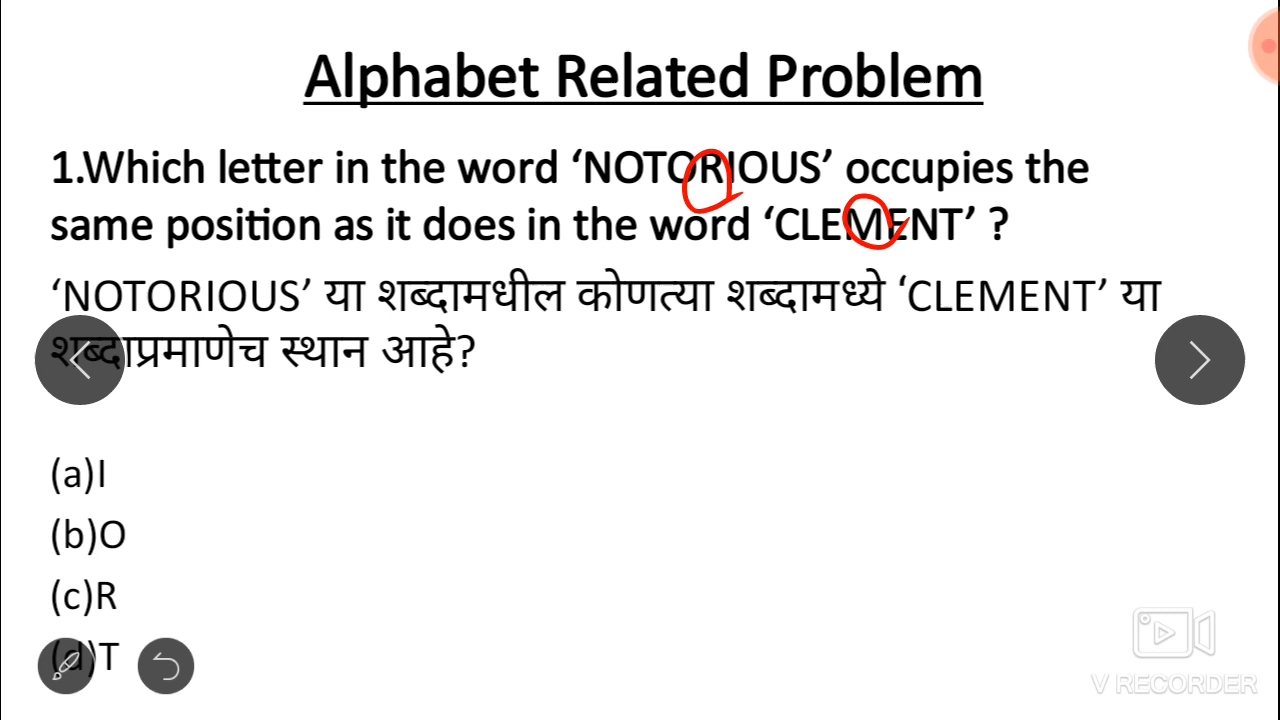 Alphabet Related Problem
1.Which letter in the word ‘NOTORIOUS’ occupies the
same position as it does in the word ‘CLEMENT’ ?
‘NOTORIOUS’ या शब्दामधील कोणत्या शब्दामध्ये ‘CLEMENT’ या
शब्दाप्रमाणेच स्थान आहे?
(a)I
(b)O
(c)R
(d)T
V RECORDER